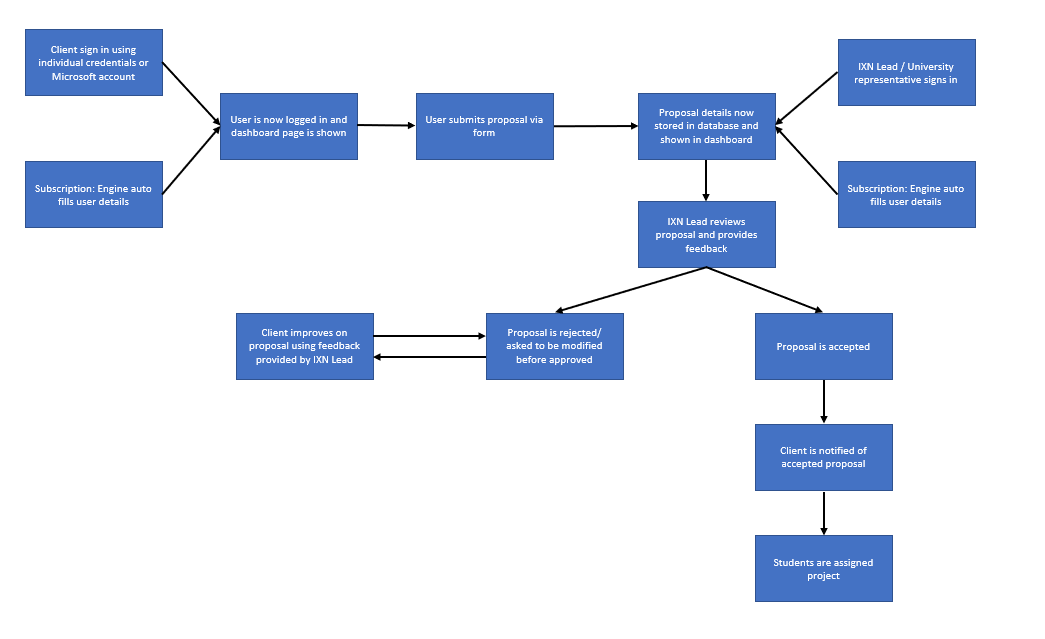 Client sign in using
individual credentials or
Microsoft account
IXN Lead / University
representative signs in
User is now logged in and
dashboard page is shown
User submits proposal via
form
Proposal details now
stored in database and
shown in dashboard
Subscription: Engine auto
fills user details
Subscription: Engine auto
fills user details
IXN Lead reviews
proposal and provides
feedback
Client improves on
proposal using feedback
provided by IXN Lead
Proposal is rejected/
asked to be modified
before approved
Proposal is accepted
Client is notified of
accepted proposal
Students are assigned
project